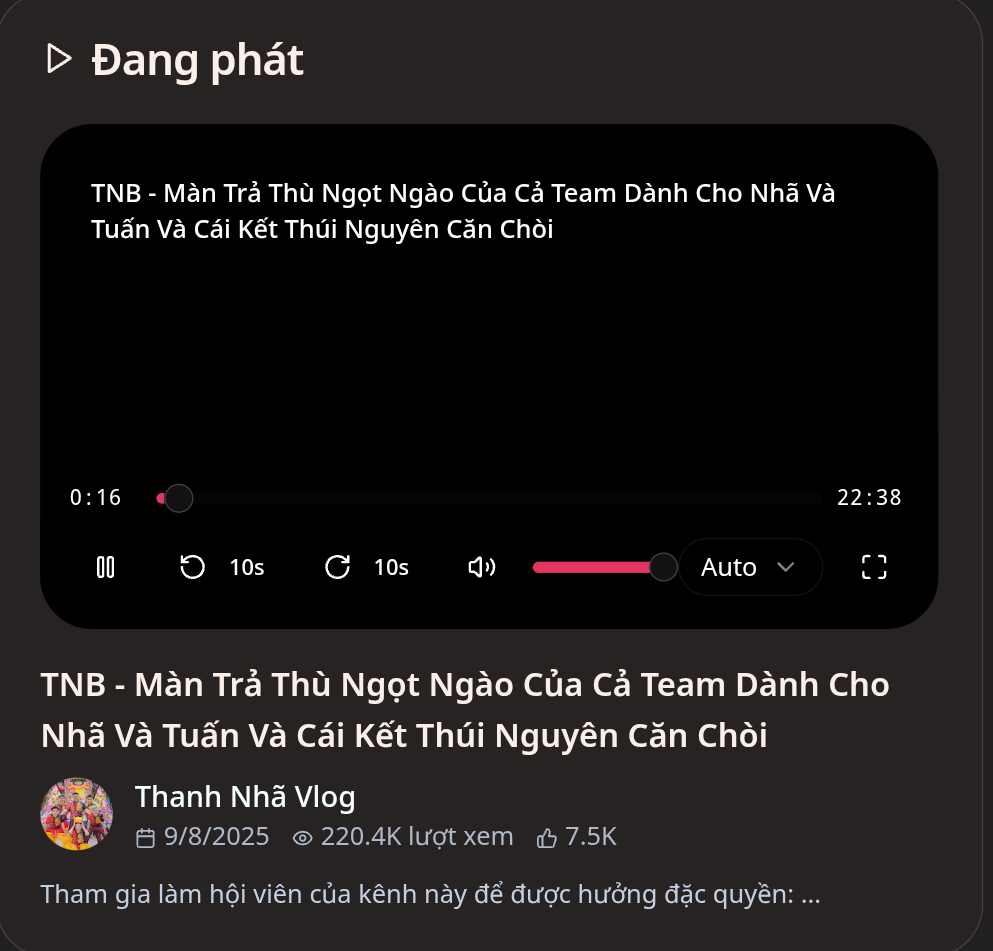 Đang phát
TNB - Màn Trả Thù Ngọt Ngào Của Cả Team Dành Cho Nhã Và
Tuấn Và Cái Kết Thúi Nguyên Căn Chòi
0:16
22:38
10s
10s
Auto
TNB - Màn Trả Thù Ngọt Ngào Của Cả Team Dành Cho
Nhã Và Tuấn Và Cái Kết Thúi Nguyên Căn Chòi
Thanh Nhã Vlog
9/8/2025 220.4K lượt xem 7.5K
Tham gia làm hội viên của kênh này để được hưởng đặc quyền: ...